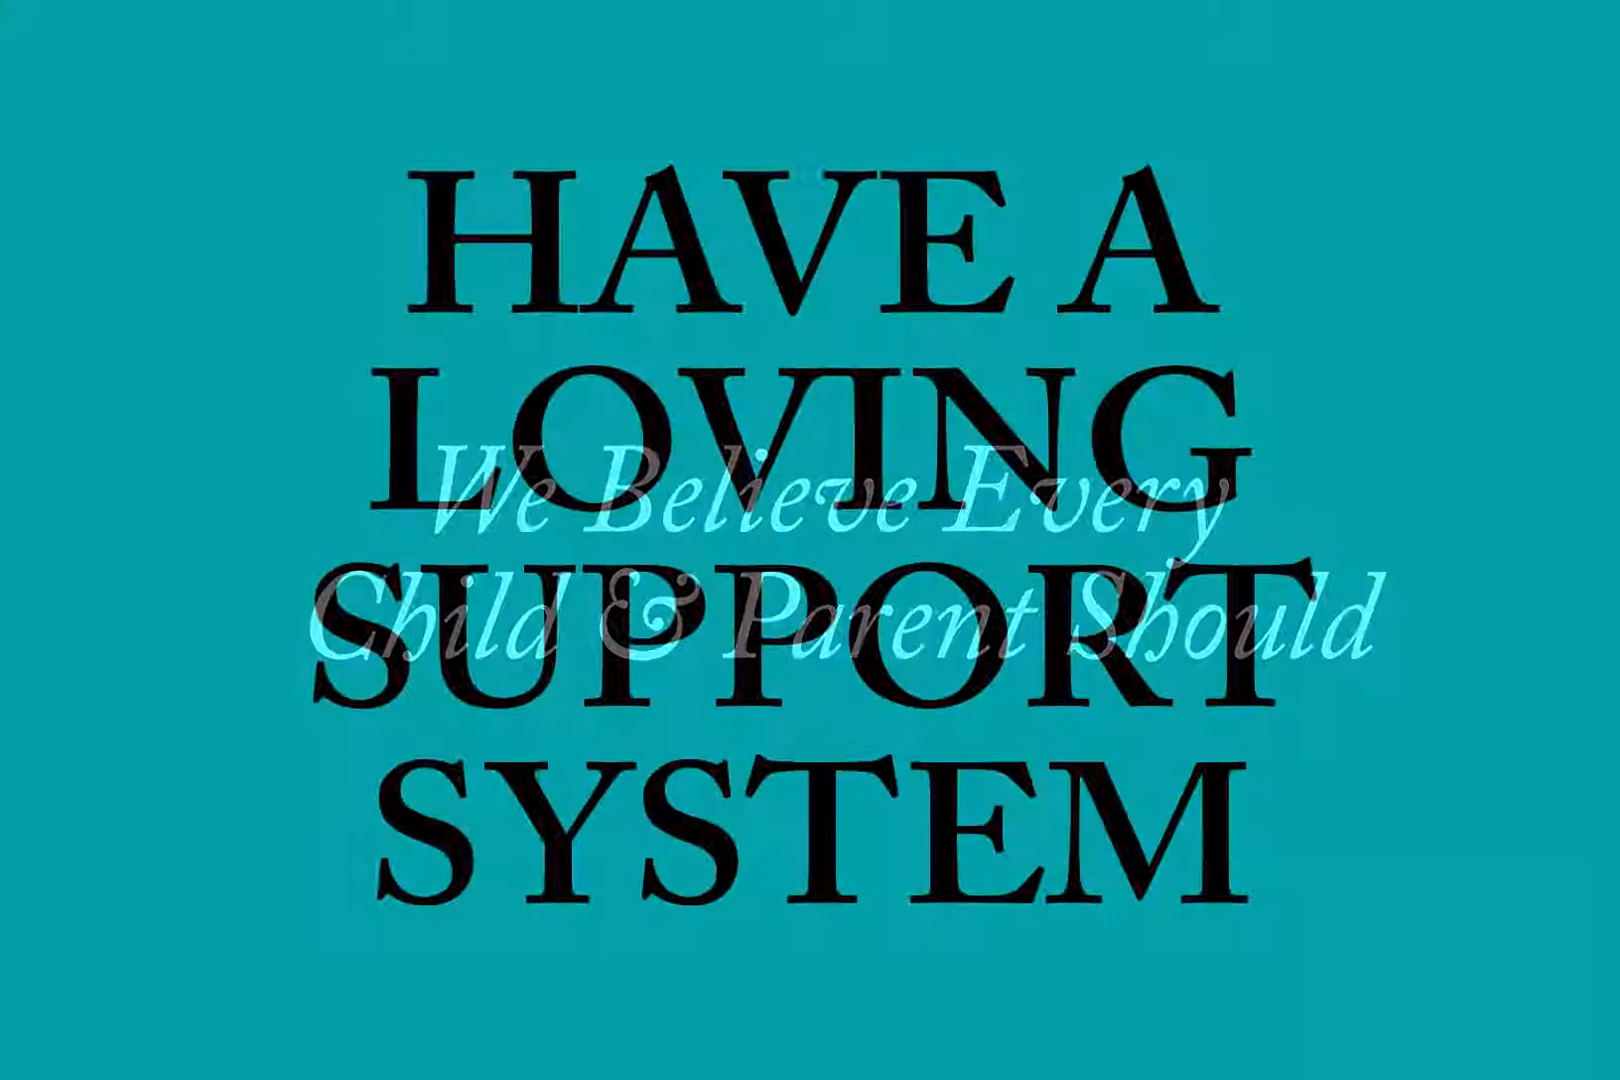 HAVE A
LOVING
We Believe Every
SUPPORT
Child & Parent Should
SYSTEM